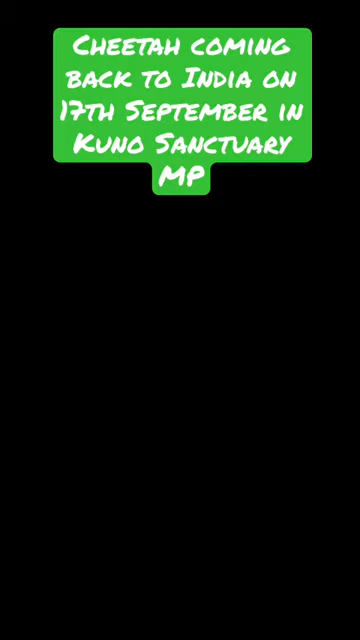 Cheetah coming
back to India on
17th September in
Kuno Sanctuary
MP